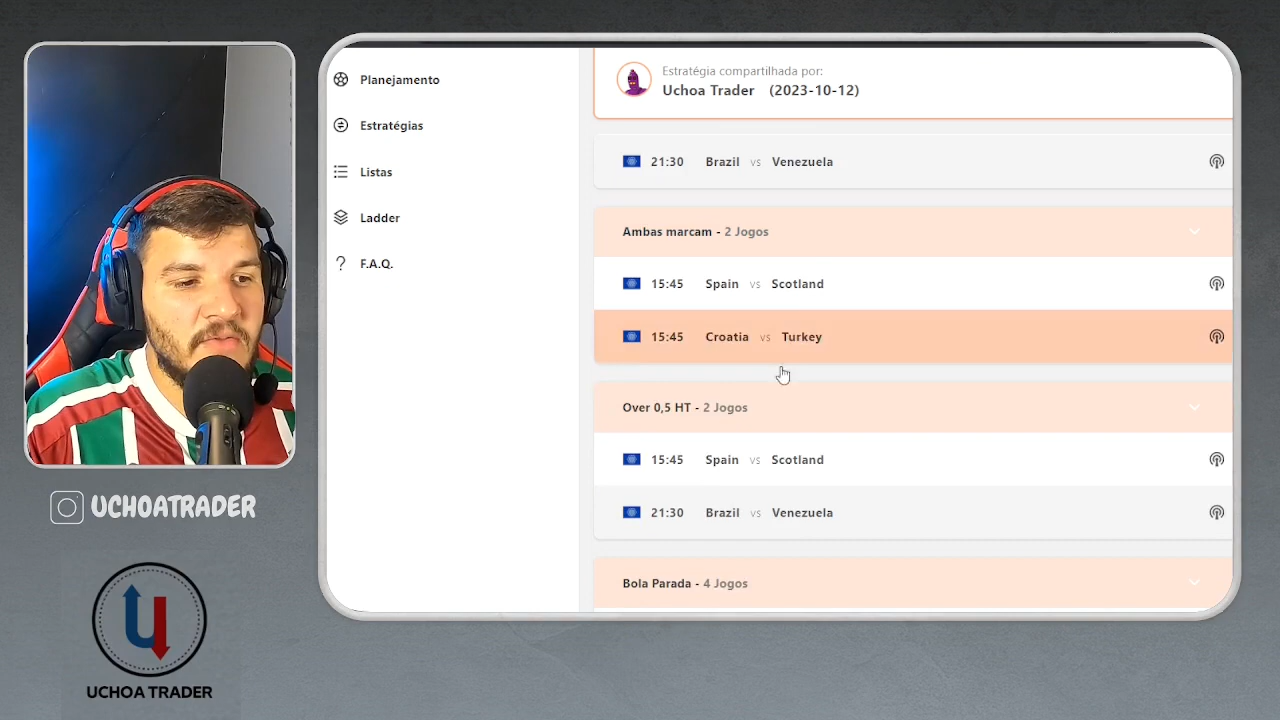 Planejamento
Estratégias
Listas
Ladder
? F.A.Q.
Estratégia compartilhada por:
Uchoa Trader (2023-10-12)
21:30 Brazil vs Venezuela
Ambas marcam - 2 Jogos
15:45 Spain vs Scotland
15:45 Croatia vs Turkey
Over 0,5 HT - 2 Jogos
15:45 Spain vs Scotland
21:30 Brazil vs Venezuela
Bola Parada - 4 Jogos
UCHOATRADER
U
UCHOA TRADER